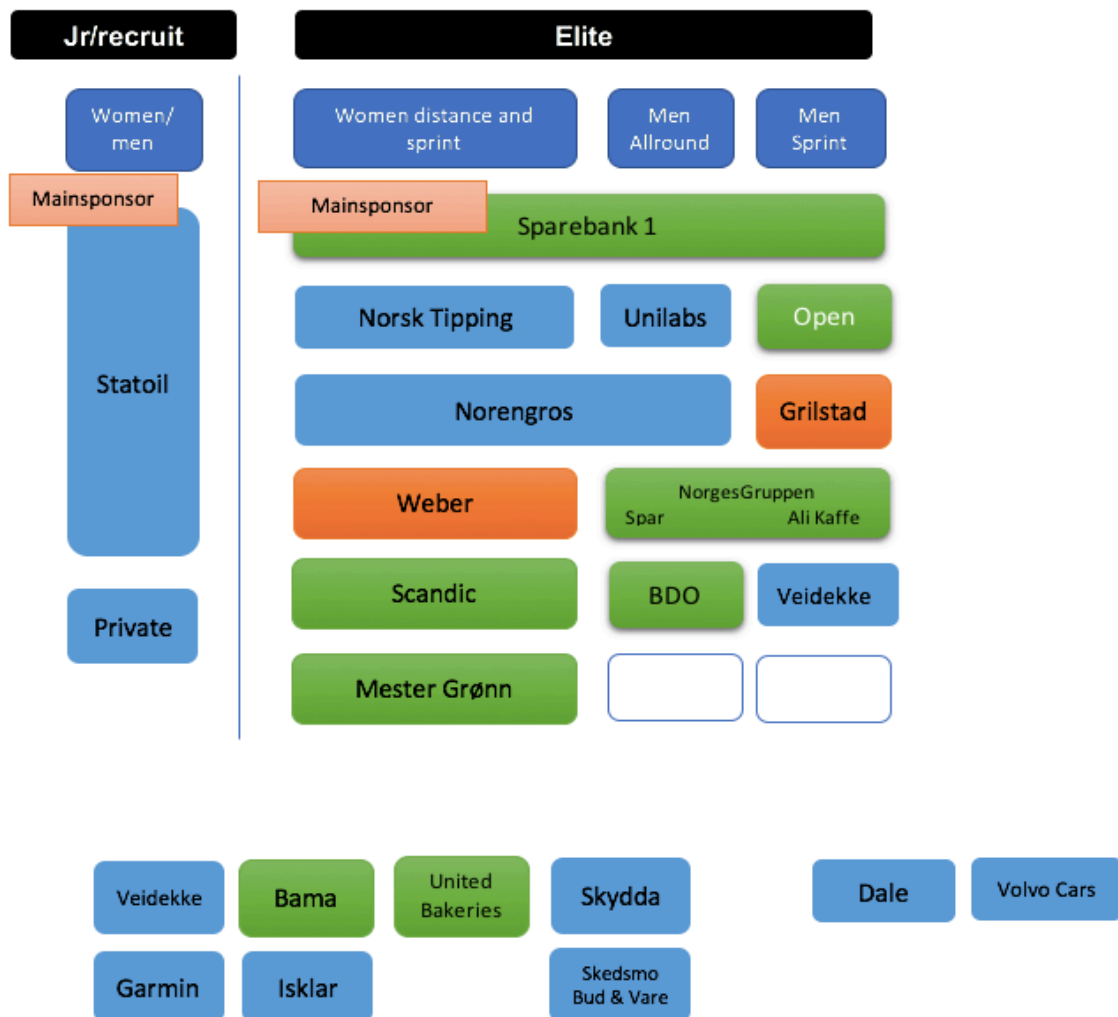 Jr/recruit
Elite
Women/
men
Women distance and
sprint
Men
Allround
Men
Sprint
Mainsponsor
Mainsponsor
Sparebank 1
Statoil
Norsk Tipping
Unilabs
Open
Norengros
Grilstad
Weber
NorgesGruppen
Spar
Ali Kaffe
Private
Scandic
BDO
Veidekke
Mester Grønn
Veidekke
Bama
United
Bakeries
Skydda
Dale
Volvo Cars
Garmin
Isklar
Skedsmo
Bud & Vare